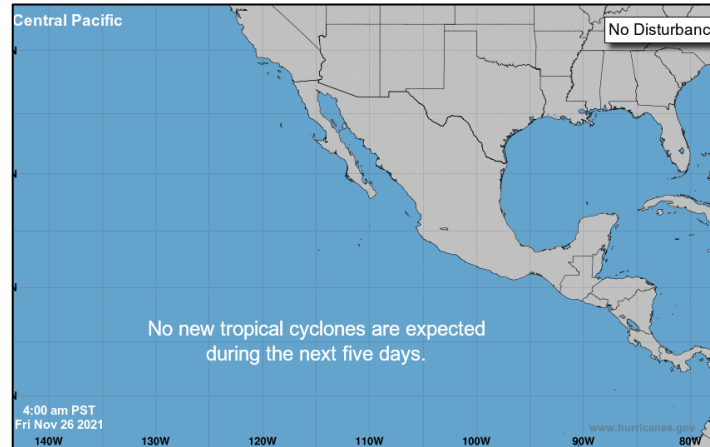 Central Pacific
No Disturbanc
N
N
N
N
N
N
No new tropical cyclones are expected
during the next five days.
4:00 am PST
Fri Nov 26 2021
www.hurricanes.gov
140W 130W 120W 110W 100W 90W 80W